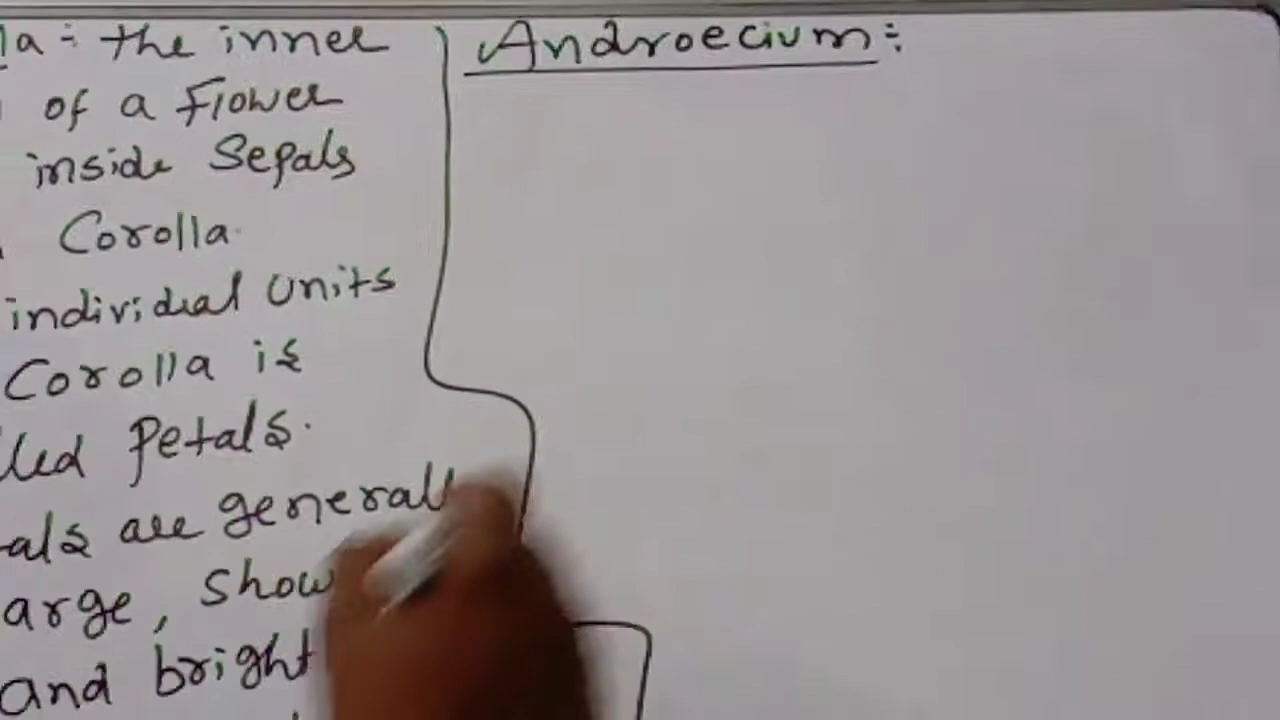 la :- the inner
of a Flower
inside Sepals
Corolla.
individual units
Corolla is
lled Petals.
als are generall
arge, show
and bright
Androecium :-